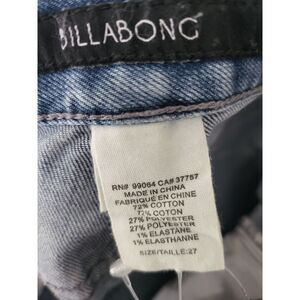 BILLABONG
RN# 99064 CA# 37757
MADE IN CHINA
FABRIQUÉ EN CHINE
72% COTTON
72% COTON
27% POLYESTER
27% POLYESTER
1% ELASTANE
1% ELASTHANNE
SIZE/TAILLE:27